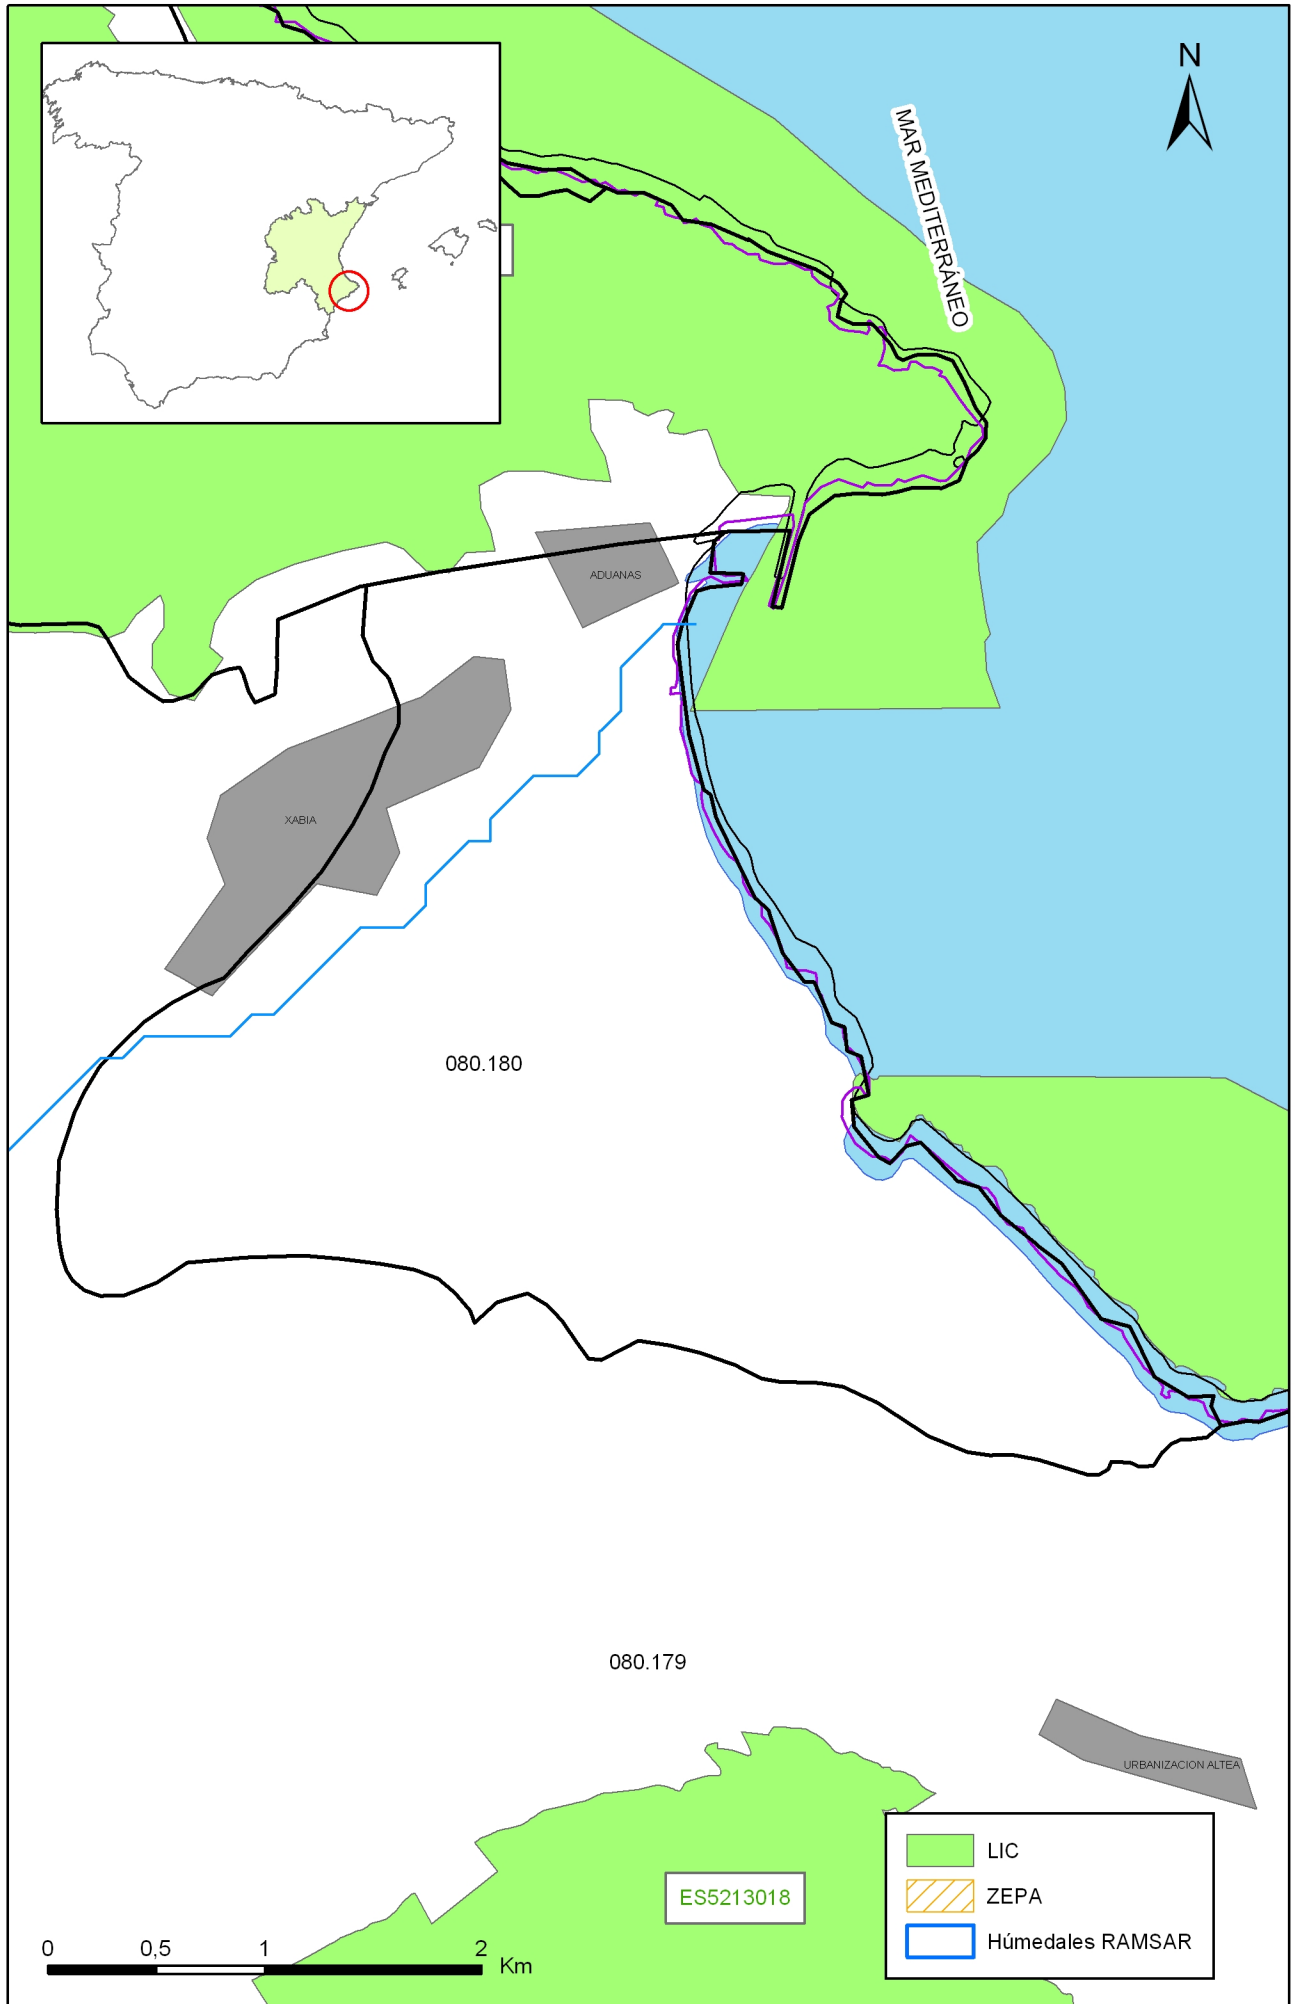 N
MAR MEDITERRÁNEO
ADUANAS
XABIA
080.180
080.179
URBANIZACION ALTEA
ES5213018
LIC
ZEPA
Húmedales RAMSAR
0 0,5 1 2 Km